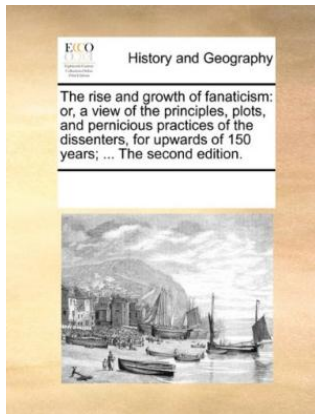 ECCO
History and Geography
The rise and growth of fanaticism:
or, a view of the principles, plots,
and pernicious practices of the
dissenters, for upwards of 150
years; ... The second edition.